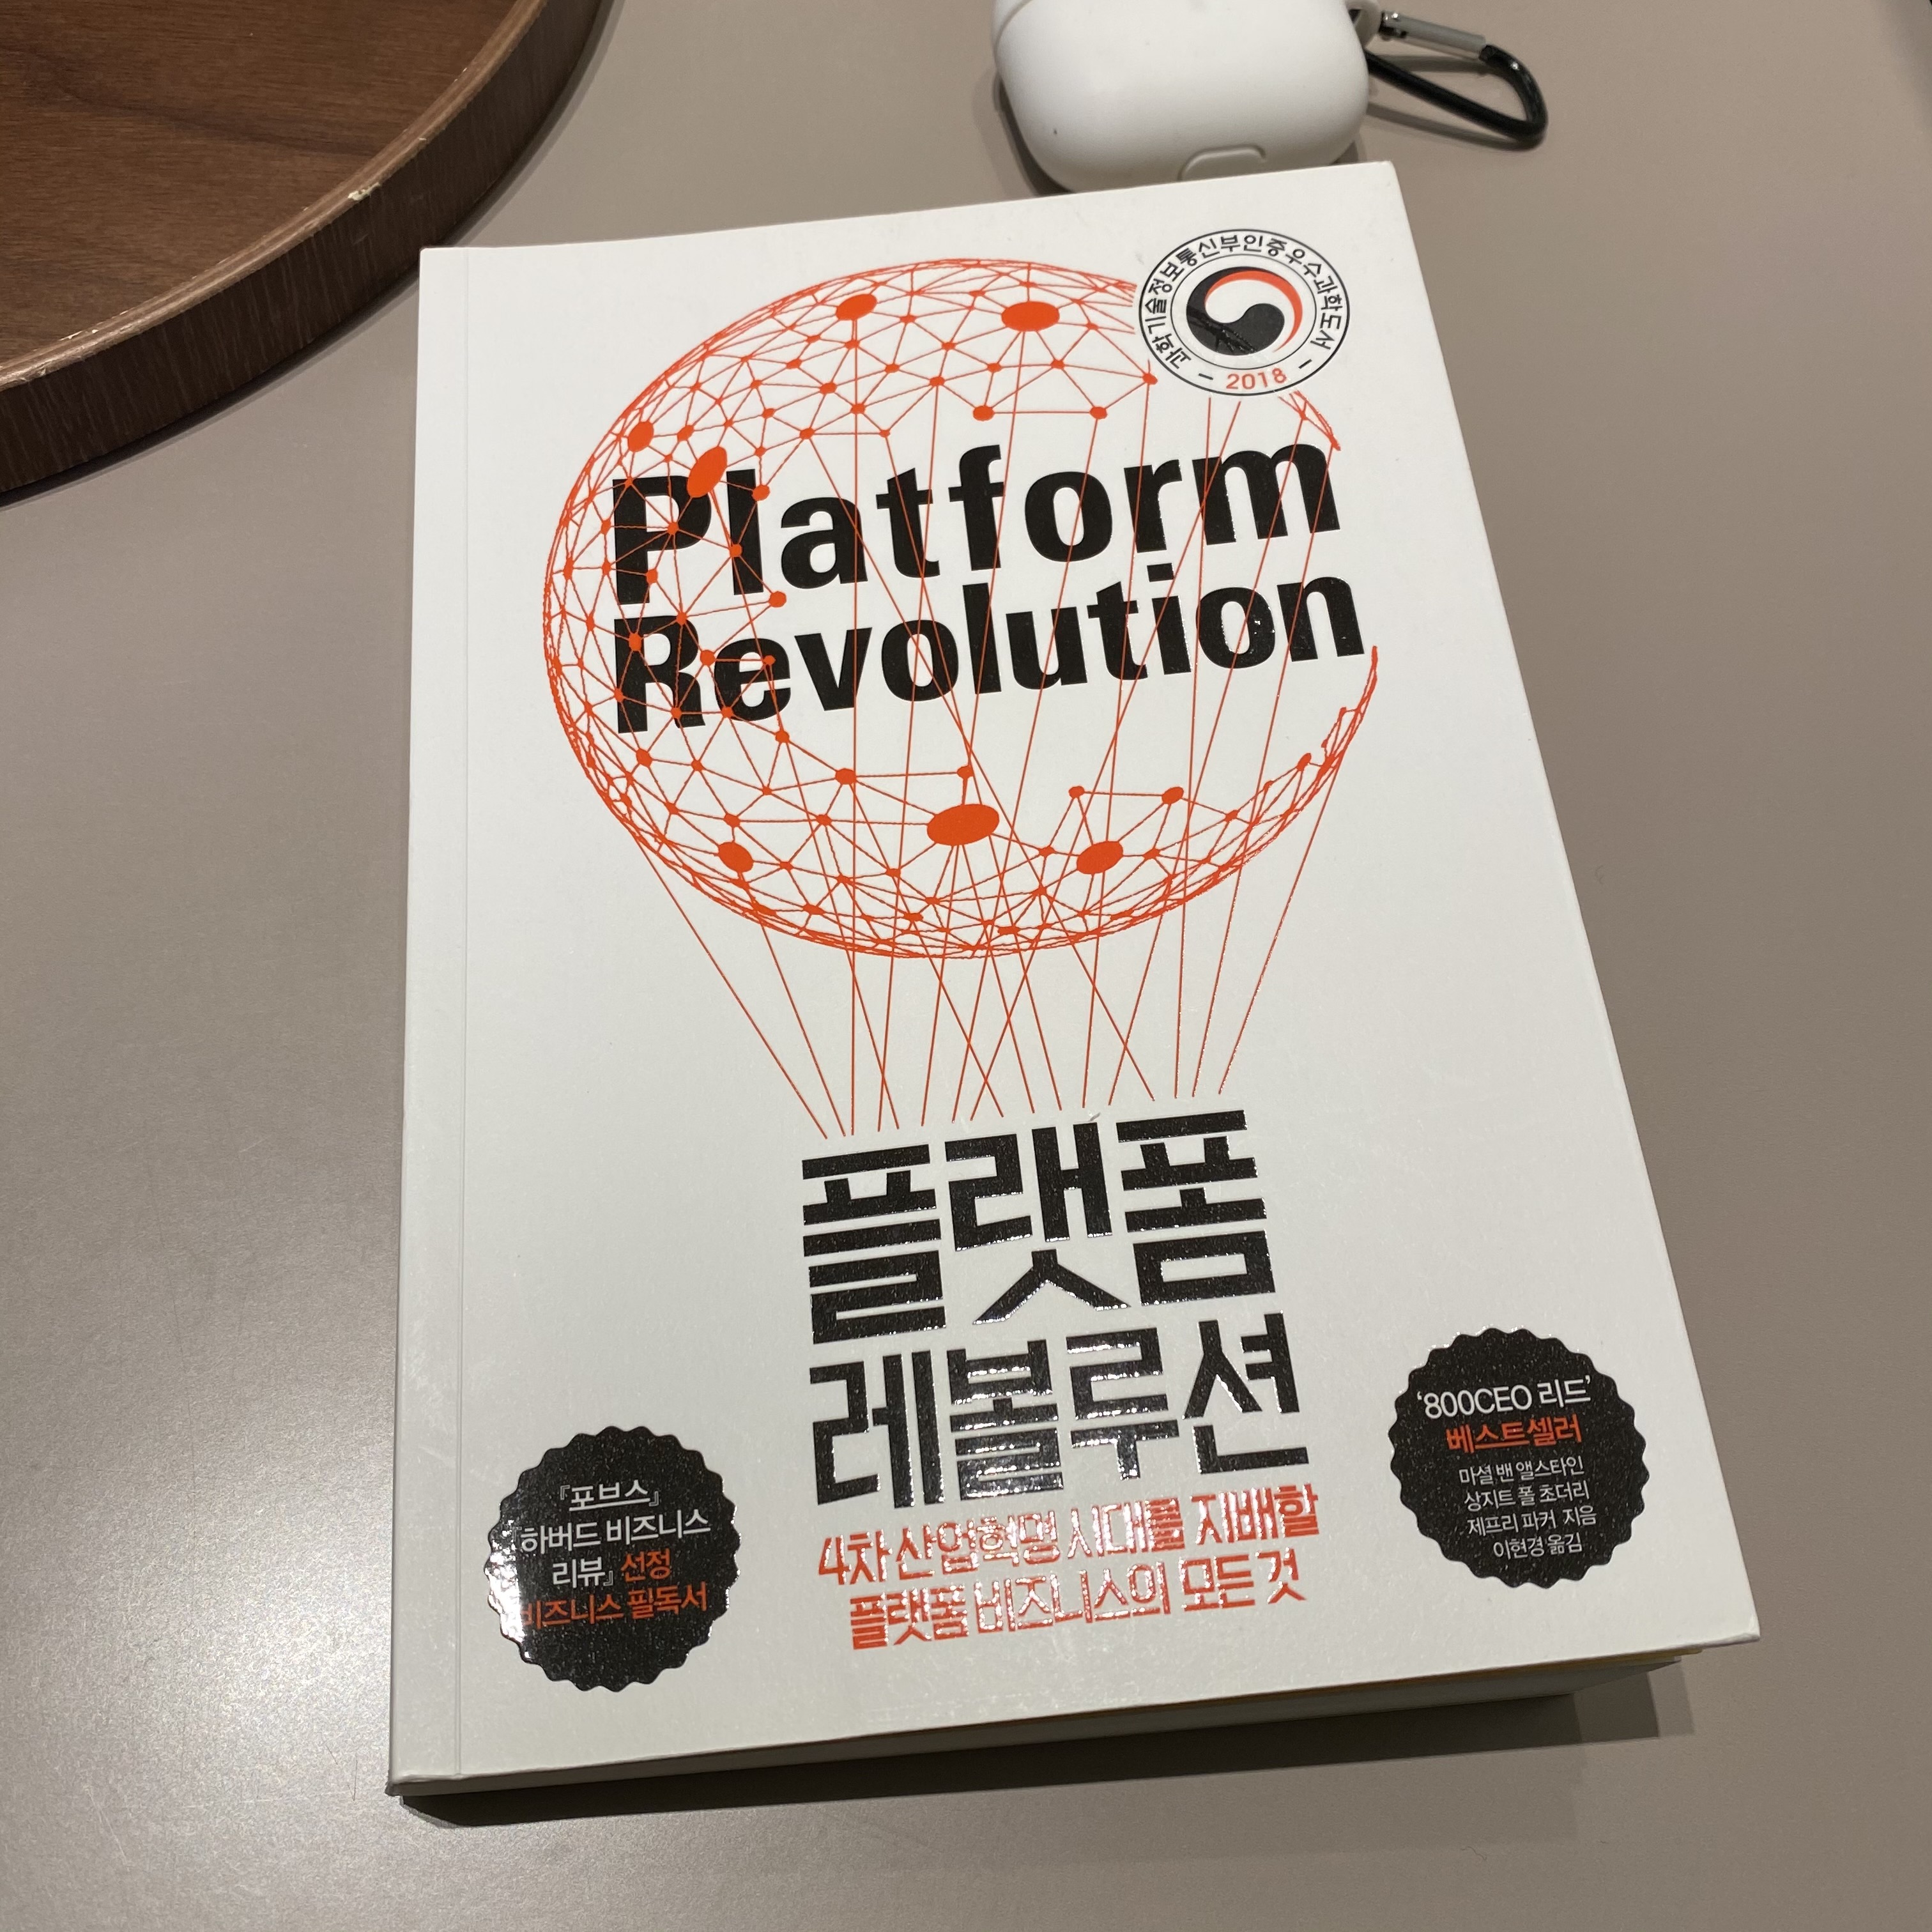 과학기술정보통신부인증우수과학도서
2018
Platform
Revolution
플랫폼
레볼루션
4차 산업혁명 시대를 지배할
플랫폼 비즈니스의 모든 것
『포브스』
하버드 비즈니스
리뷰』 선정
비즈니스 필독서
‘800CEO 리드’
베스트셀러
마셜 밴 앨스타인
상지트 폴 초더리
제프리 파커 지음
이현경 옮김